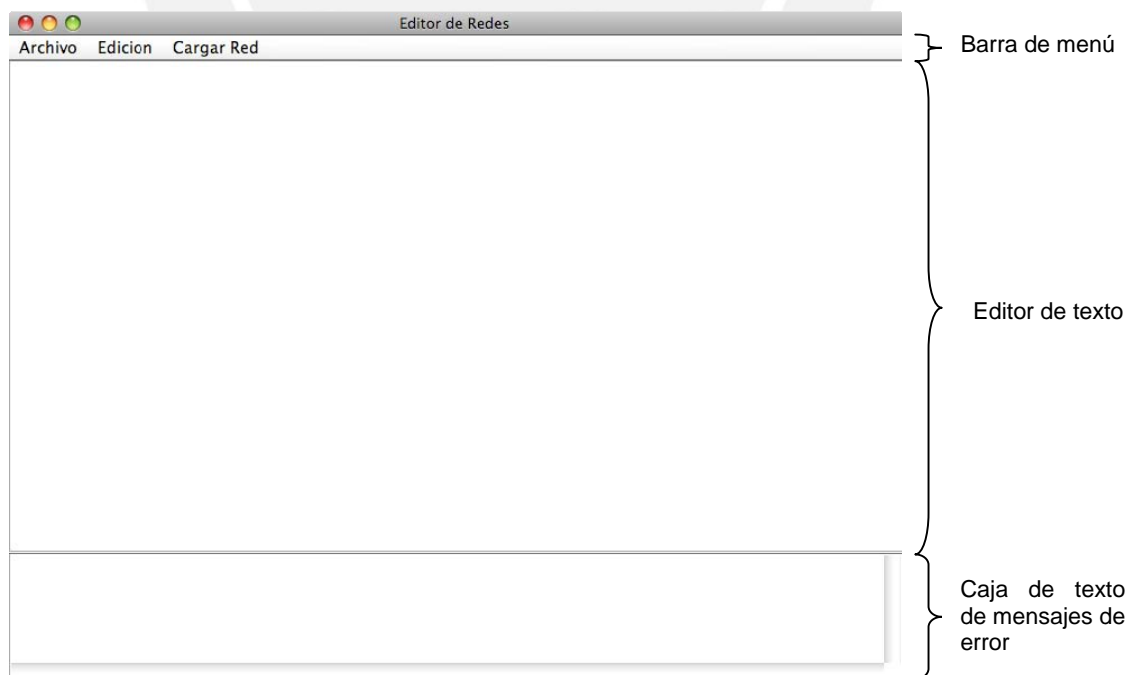 Editor de Redes
Archivo Edicion Cargar Red
Barra de menú
Editor de texto
Caja de texto
de mensajes de
error